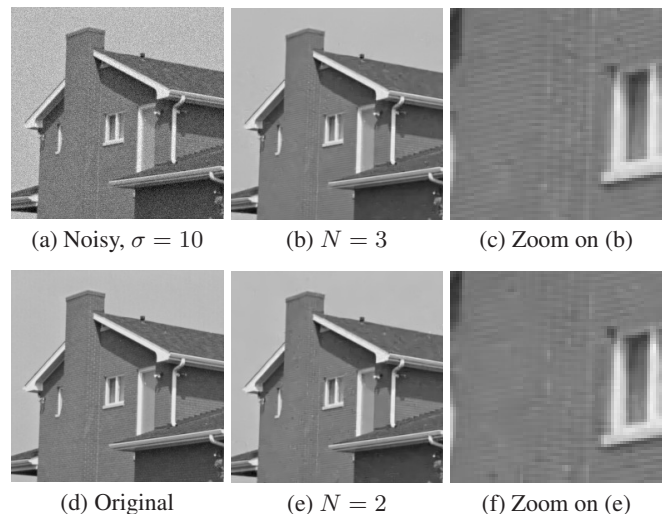 (a) Noisy, σ = 10
(b) N = 3
(c) Zoom on (b)
(d) Original
(e) N = 2
(f) Zoom on (e)